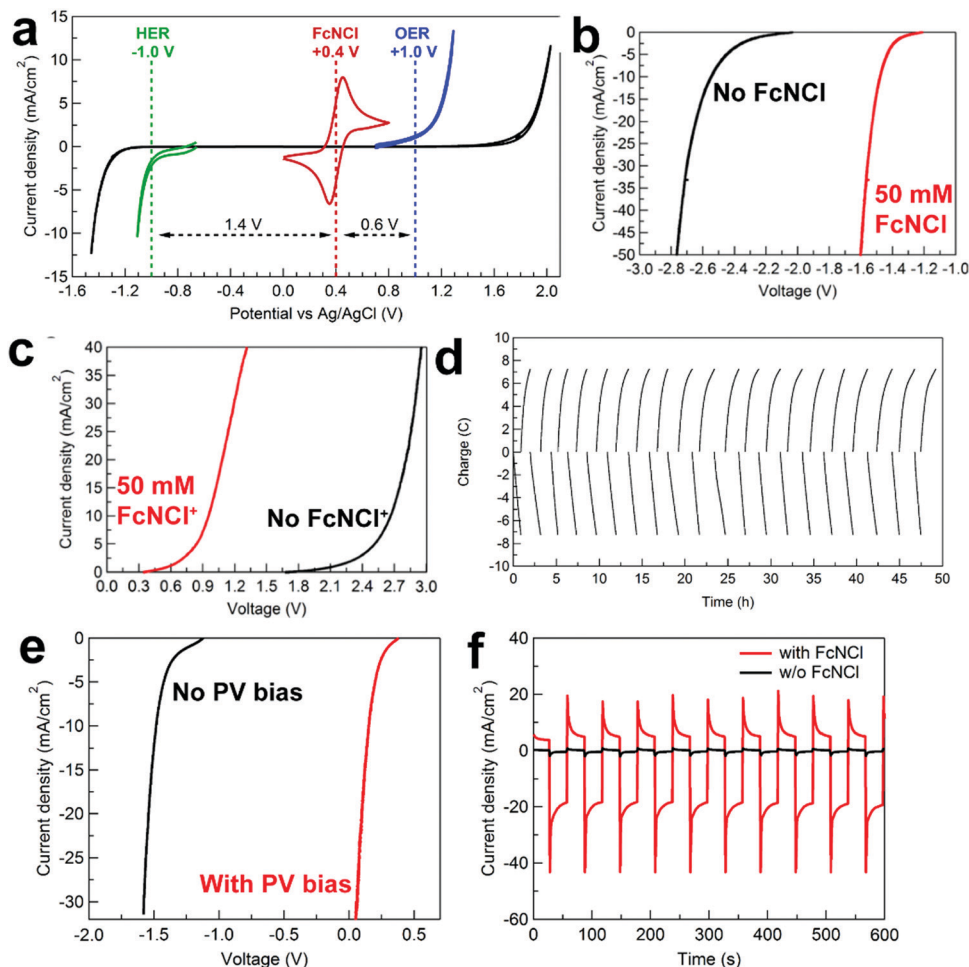 a
HER
-1.0 V
FcNCl
+0.4 V
OER
+1.0 V
15
10
5
0
-5
-10
-15
Current density (mA/cm²)
1.4 V
0.6 V
-1.6 -1.2 -0.8 -0.4 0.0 0.4 0.8 1.2 1.6 2.0
Potential vs Ag/AgCl (V)
b
0
-5
-10
-15
-20
-25
-30
-35
-40
-45
-50
Current density (mA/cm²)
No FcNCl
50 mM
FcNCl
-3.0 -2.8 -2.6 -2.4 -2.2 -2.0 -1.8 -1.6 -1.4 -1.2 -1.0
Voltage (V)
c
40
35
30
25
20
15
10
5
0
Current density (mA/cm²)
50 mM
FcNCl⁺
No FcNCl⁺
0.0 0.3 0.6 0.9 1.2 1.5 1.8 2.1 2.4 2.7 3.0
Voltage (V)
d
10
8
6
4
2
0
-2
-4
-6
-8
-10
Charge (C)
0 5 10 15 20 25 30 35 40 45 50
Time (h)
e
0
-5
-10
-15
-20
-25
-30
Current density (mA/cm²)
No PV bias
With PV bias
-2.0 -1.5 -1.0 -0.5 0.0 0.5
Voltage (V)
f
40
20
0
-20
-40
-60
Current density (mA/cm²)
with FcNCl
w/o FcNCl
0 100 200 300 400 500 600
Time (s)